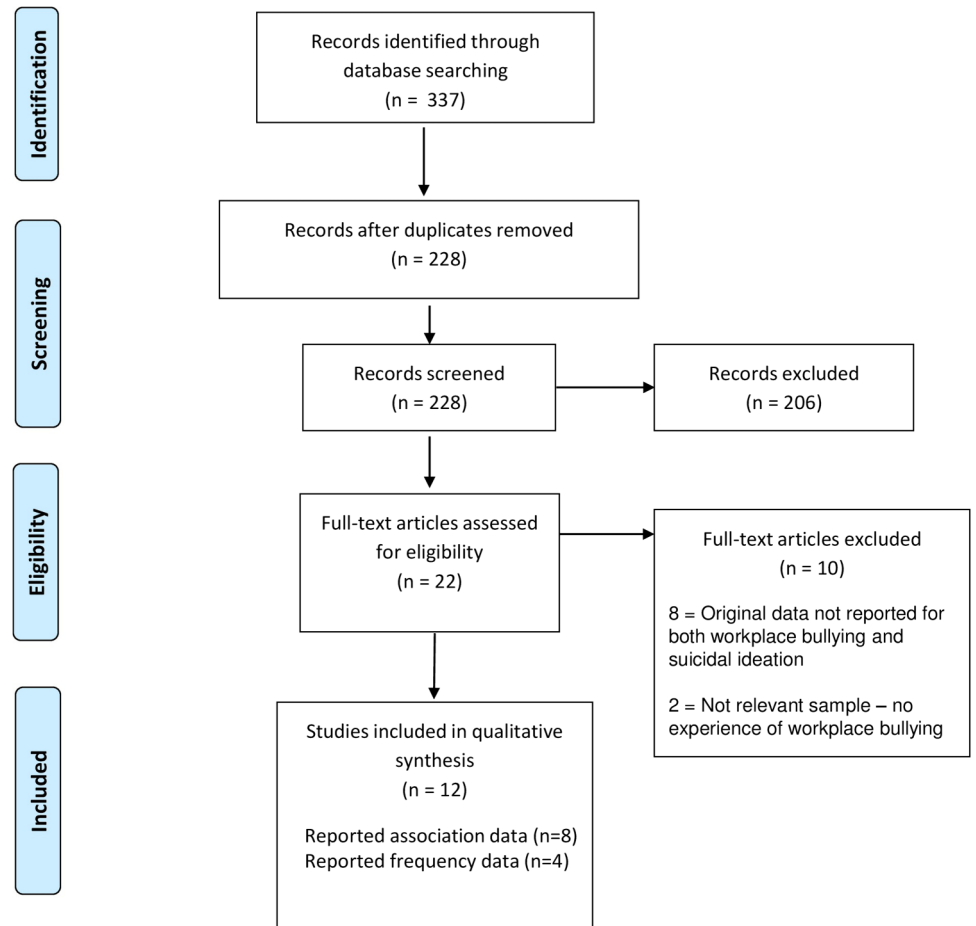 Identification
Records identified through
database searching
(n =  337)
Records after duplicates removed
(n = 228)
Screening
Records screened
(n = 228)
Records excluded
(n = 206)
Eligibility
Full-text articles assessed
for eligibility
(n = 22)
Full-text articles excluded
(n = 10)
8 = Original data not reported for
both workplace bullying and
suicidal ideation
2 = Not relevant sample – no
experience of workplace bullying
Included
Studies included in qualitative
synthesis
(n = 12)
Reported association data (n=8)
Reported frequency data (n=4)